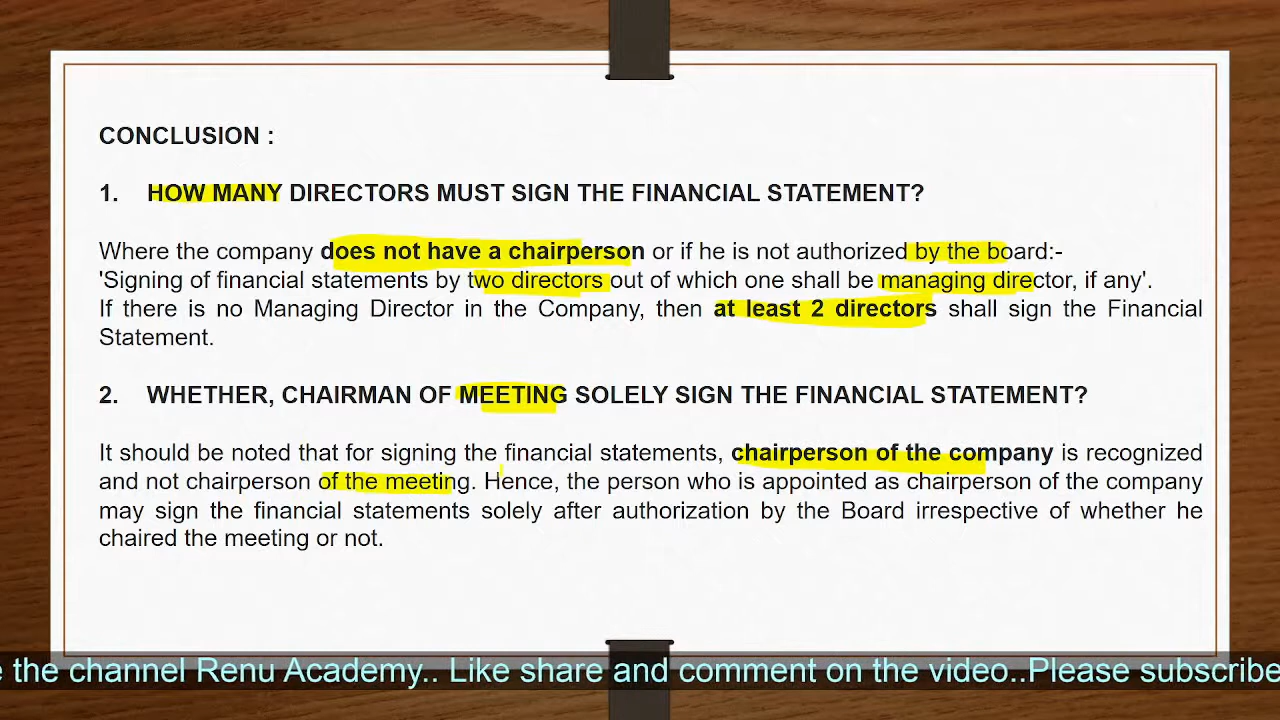 CONCLUSION :
1. HOW MANY DIRECTORS MUST SIGN THE FINANCIAL STATEMENT?
Where the company does not have a chairperson or if he is not authorized by the board:-
'Signing of financial statements by two directors out of which one shall be managing director, if any'.
If there is no Managing Director in the Company, then at least 2 directors shall sign the Financial
Statement.
2. WHETHER, CHAIRMAN OF MEETING SOLELY SIGN THE FINANCIAL STATEMENT?
It should be noted that for signing the financial statements, chairperson of the company is recognized
and not chairperson of the meeting. Hence, the person who is appointed as chairperson of the company
may sign the financial statements solely after authorization by the Board irrespective of whether he
chaired the meeting or not.
e the channel Renu Academy.. Like share and comment on the video..Please subscribe